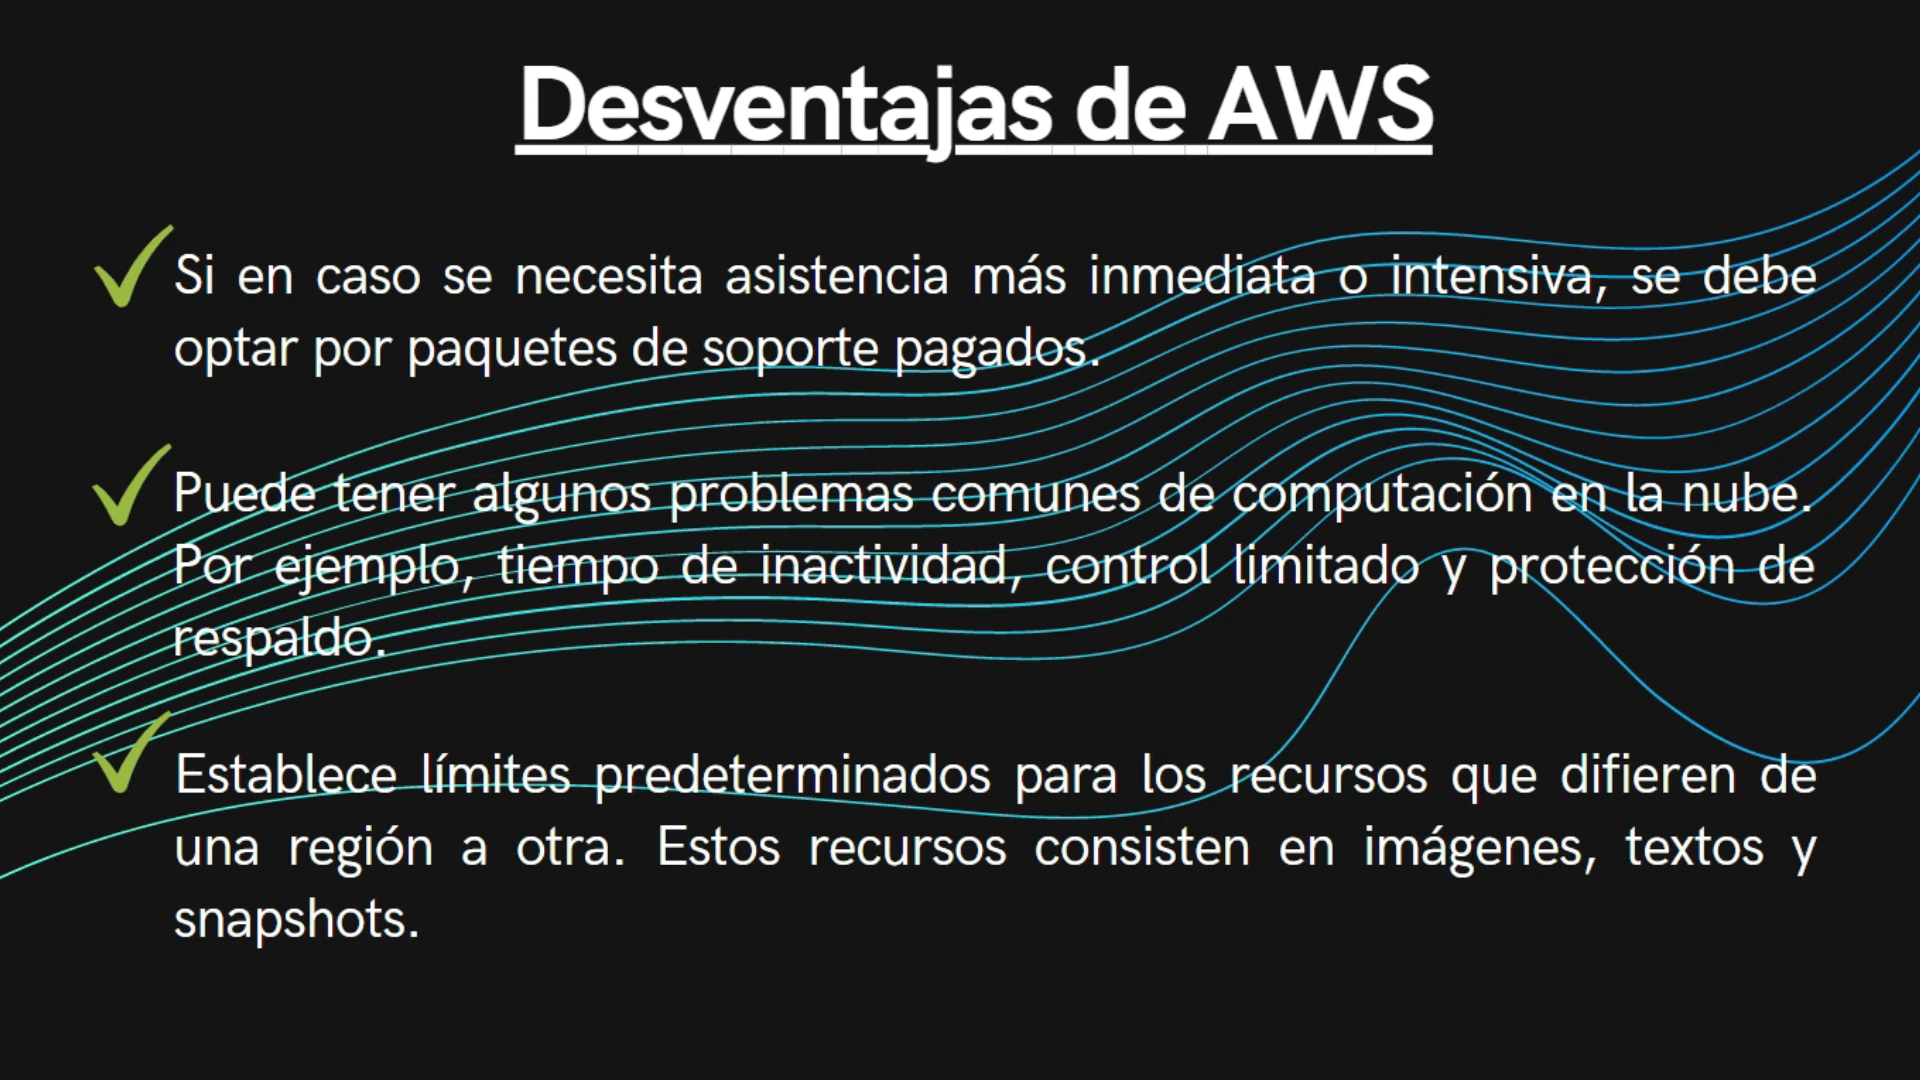 Desventajas de AWS
Si en caso se necesita asistencia más inmediata o intensiva, se debe
optar por paquetes de soporte pagados.
Puede tener algunos problemas comunes de computación en la nube.
Por ejemplo, tiempo de inactividad, control limitado y protección de
respaldo.
Establece límites predeterminados para los recursos que difieren de
una región a otra. Estos recursos consisten en imágenes, textos y
snapshots.